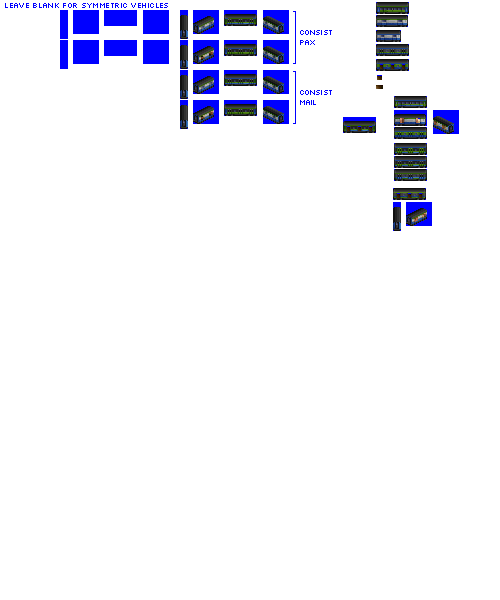 LEAVE BLANK FOR SYMMETRIC VEHICLES
CONSIST
PAX
CONSIST
MAIL